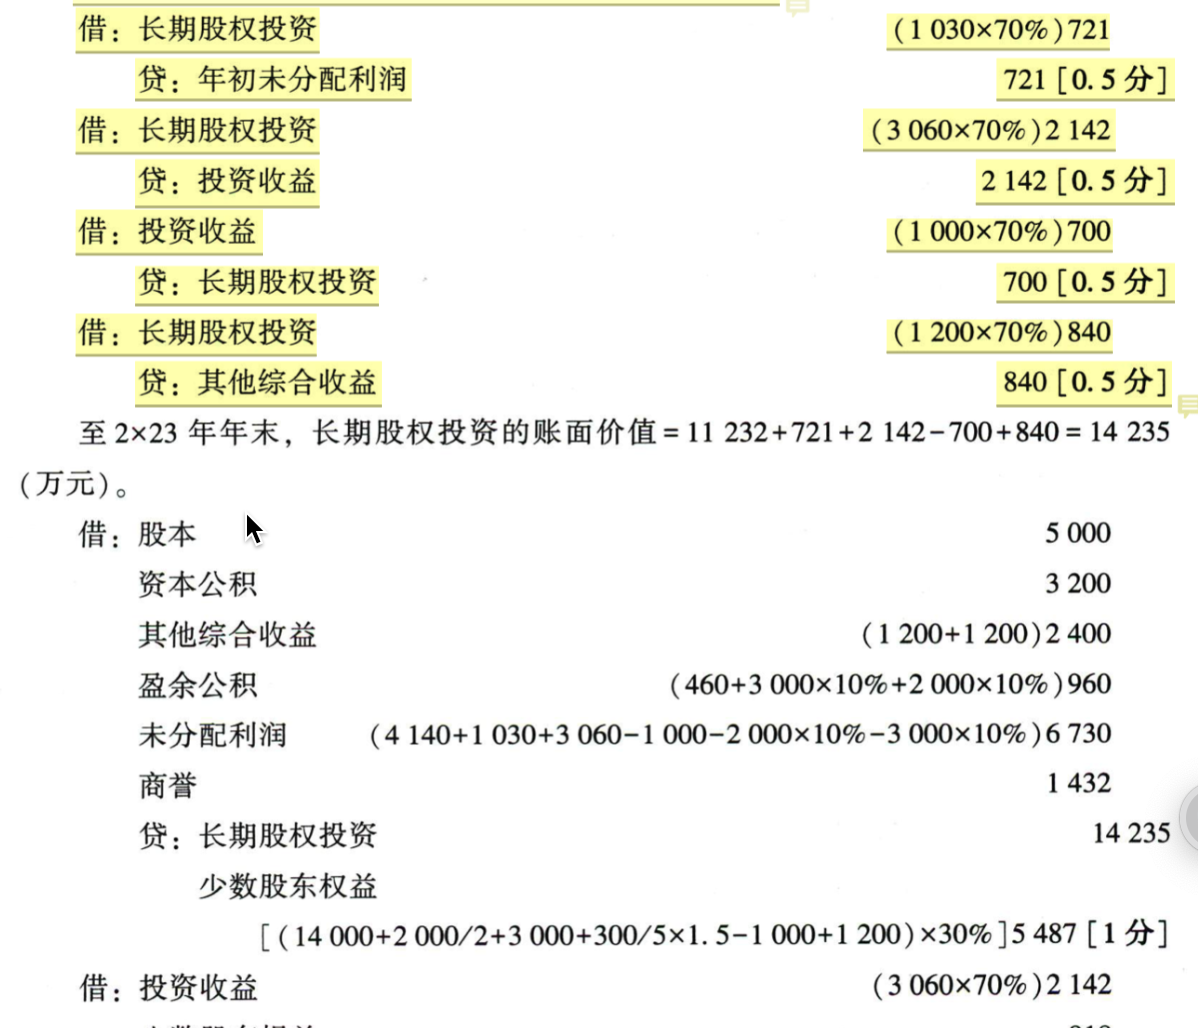 借：长期股权投资 (1 030×70%)721
贷：年初未分配利润 721 [0.5分]
借：长期股权投资 (3 060×70%)2 142
贷：投资收益 2 142 [0.5分]
借：投资收益 (1 000×70%)700
贷：长期股权投资 700 [0.5分]
借：长期股权投资 (1 200×70%)840
贷：其他综合收益 840 [0.5分]
至 2×23 年年末，长期股权投资的账面价值=11 232+721+2 142-700+840=14 235
(万元)。
借：股本 5 000
资本公积 3 200
其他综合收益 (1 200+1 200)2 400
盈余公积 (460+3 000×10%+2 000×10%)960
未分配利润 (4 140+1 030+3 060-1 000-2 000×10%-3 000×10%)6 730
商誉 1 432
贷：长期股权投资 14 235
少数股东权益
[(14 000+2 000/2+3 000+300/5×1.5-1 000+1 200)×30%]5 487 [1分]
借：投资收益 (3 060×70%)2 142